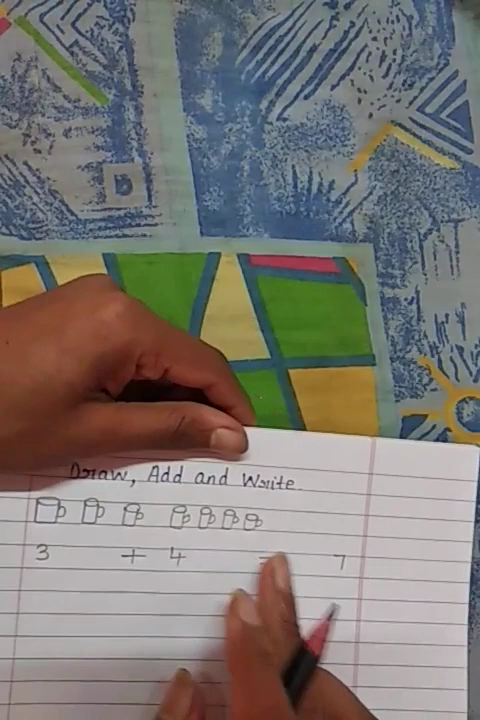 D
Draw, Add and Write
3 + 4 = 7